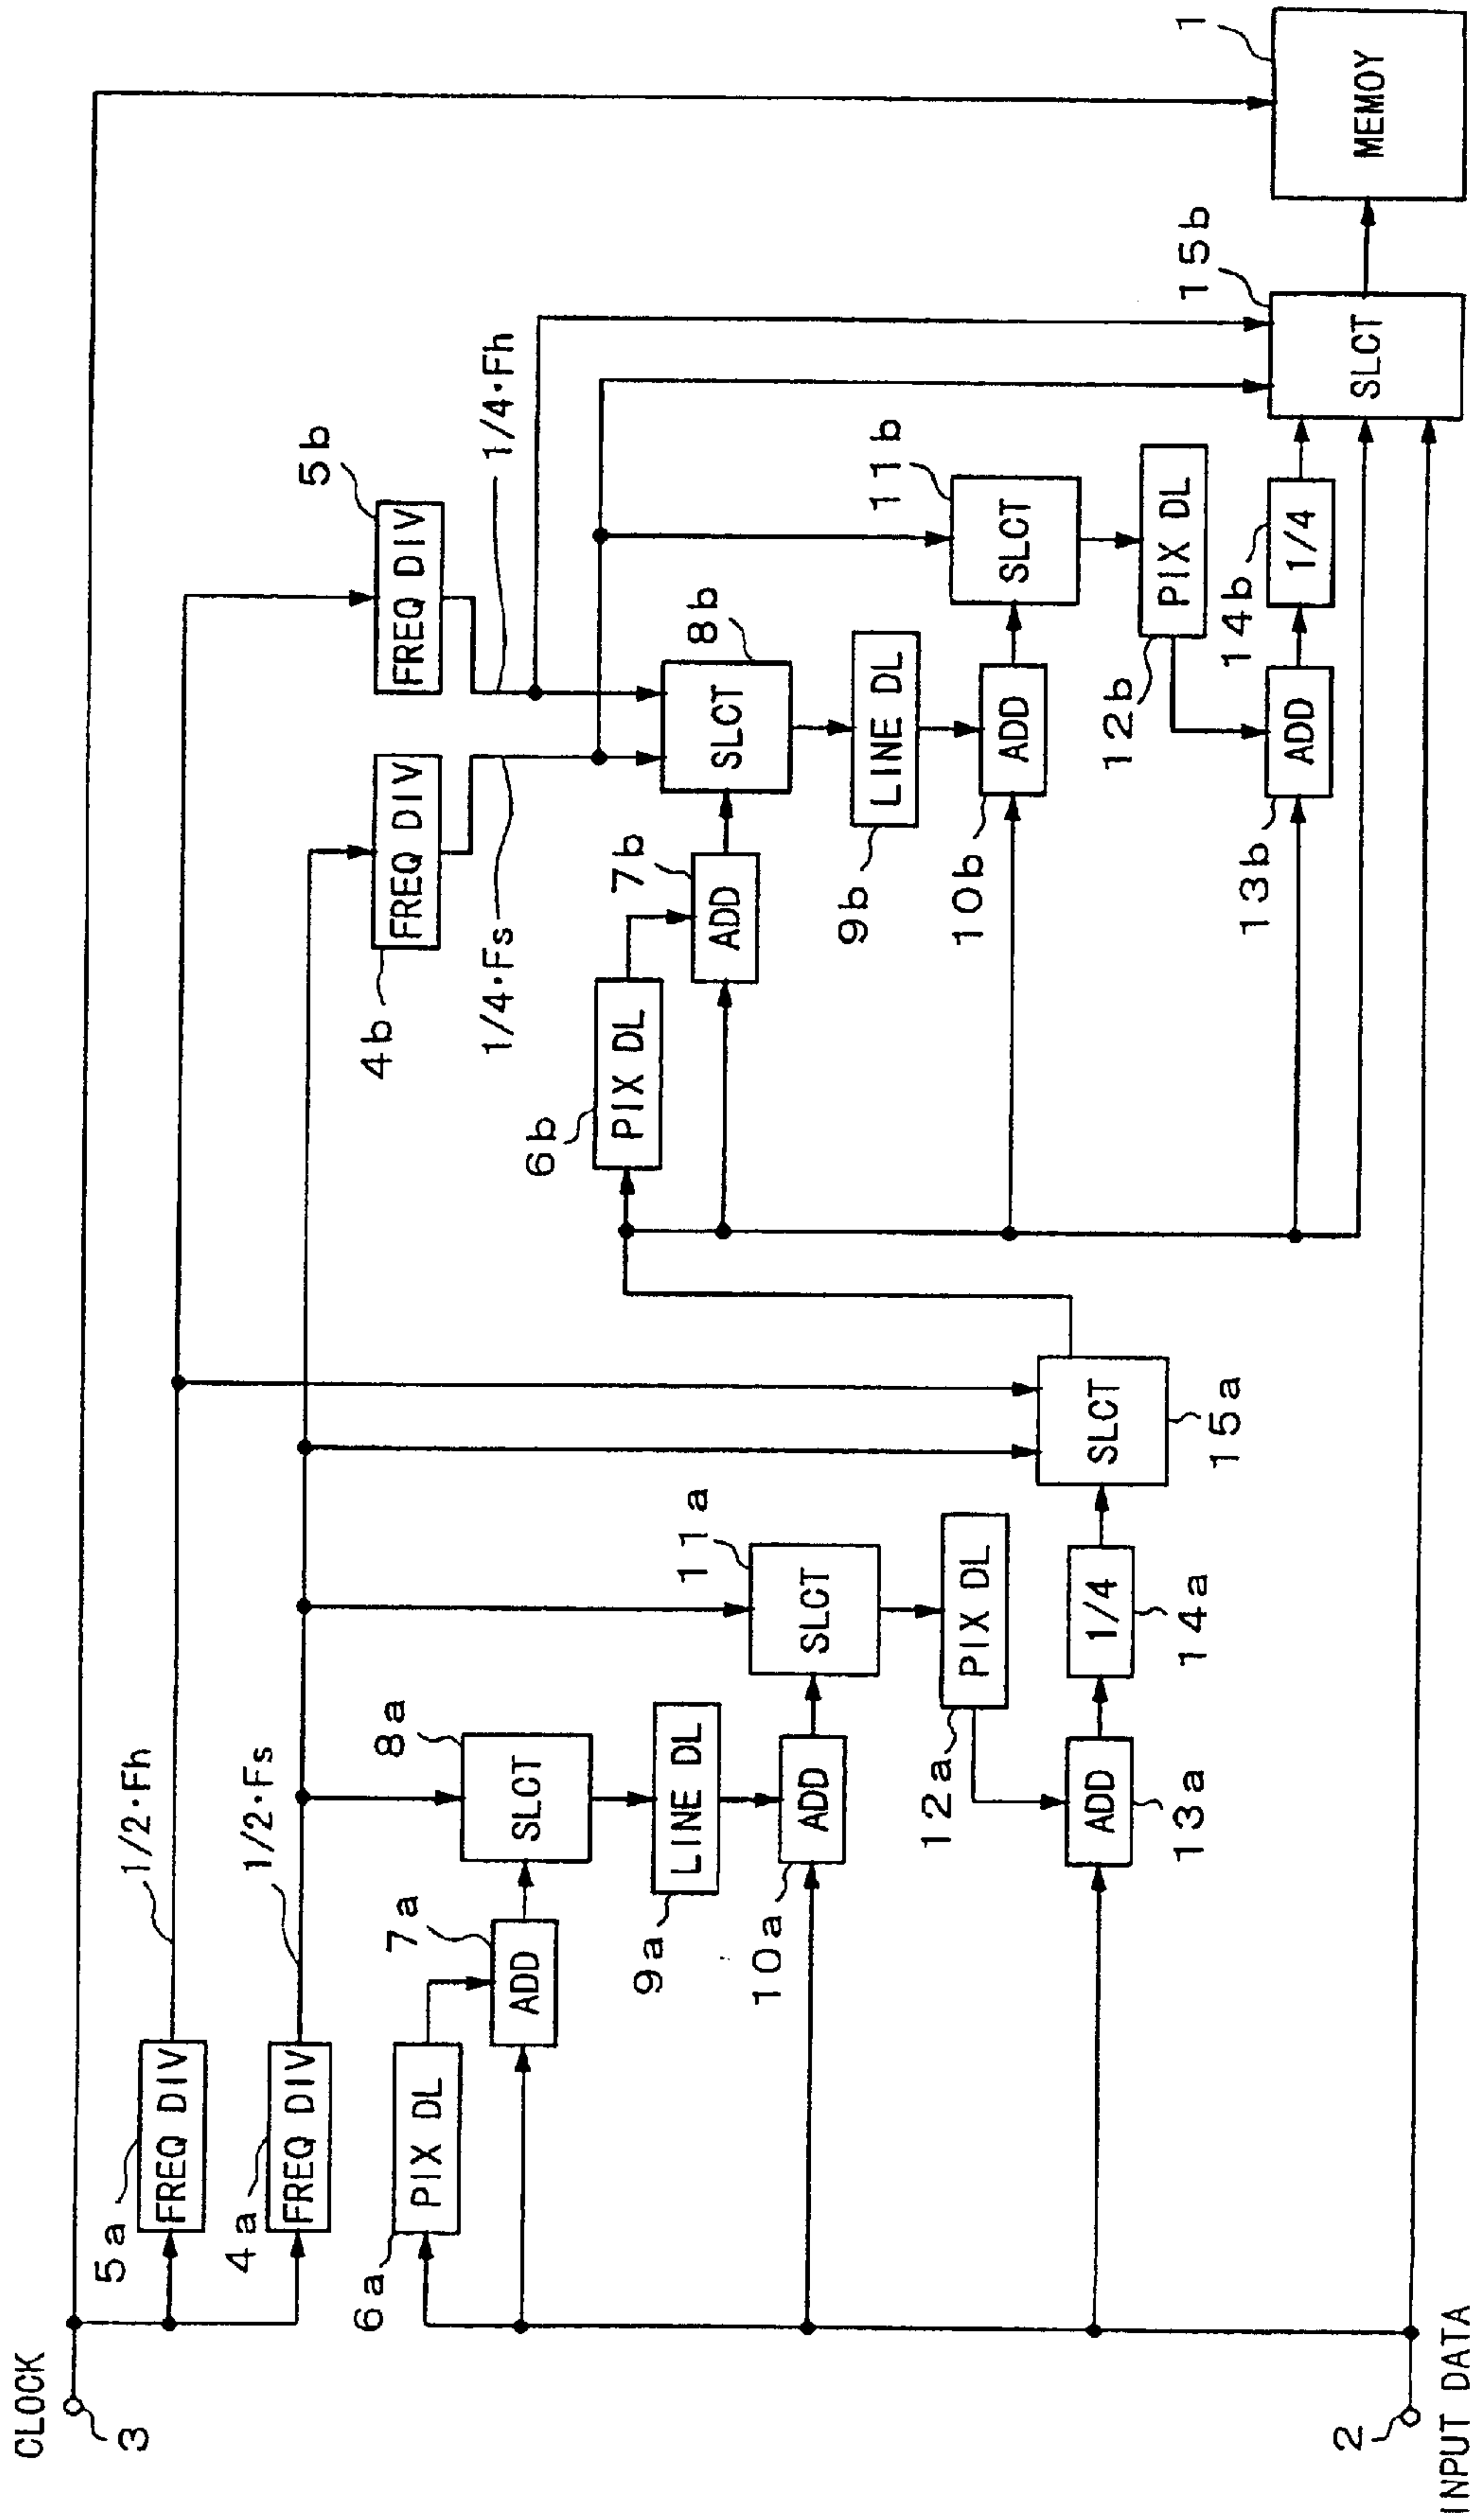 CLOCK
3
5a
FREQ DIV
1/2·Fh
4a
FREQ DIV
1/2·Fs
6a
PIX DL
7a
ADD
8a
SLCT
9a
LINE DL
10a
ADD
11a
SLCT
12a
PIX DL
13a
ADD
14a
1/4
15a
SLCT
4b
FREQ DIV
1/4·Fs
5b
FREQ DIV
1/4·Fh
6b
PIX DL
7b
ADD
8b
SLCT
9b
LINE DL
10b
ADD
11b
SLCT
12b
PIX DL
13b
ADD
14b
1/4
15b
SLCT
1
MEMOY
2
INPUT DATA